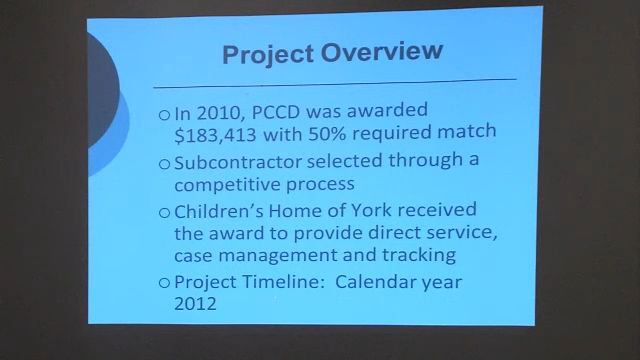 Project Overview
In 2010, PCCD was awarded
$183,413 with 50% required match
Subcontractor selected through a
competitive process
Children's Home of York received
the award to provide direct service,
case management and tracking
Project Timeline:  Calendar year
2012